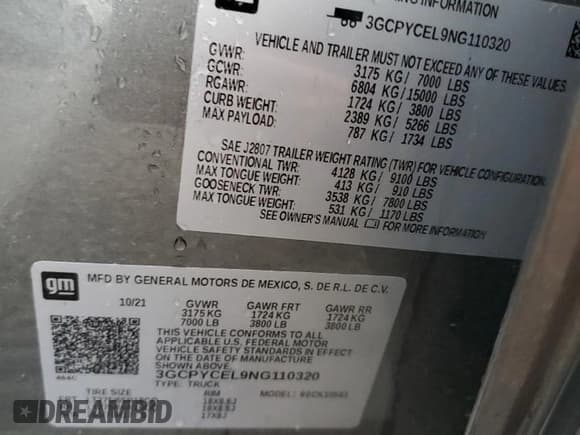 ING INFORMATION
3GCPYCEL9NG110320
VEHICLE AND TRAILER MUST NOT EXCEED ANY OF THESE VALUES
GVWR: 3175 KG / 7000 LBS
GCWR: 6804 KG / 15000 LBS
RGAWR: 1724 KG / 3800 LBS
CURB WEIGHT: 2389 KG / 5266 LBS
MAX PAYLOAD: 787 KG / 1734 LBS
SAE J2807 TRAILER WEIGHT RATING (TWR) FOR VEHICLE CONFIGURATION
CONVENTIONAL TWR: 4128 KG / 9100 LBS
MAX TONGUE WEIGHT: 413 KG / 910 LBS
GOOSENECK TWR: 3538 KG / 7800 LBS
MAX TONGUE WEIGHT: 531 KG / 1170 LBS
SEE OWNER'S MANUAL FOR MORE INFORMATION
gm MFD BY GENERAL MOTORS DE MEXICO, S. DE R.L. DE C.V.
10/21 GVWR GAWR FRT GAWR RR
3175 KG 1724 KG 1724 KG
7000 LB 3800 LB 3800 LB
THIS VEHICLE CONFORMS TO ALL
APPLICABLE U.S. FEDERAL MOTOR
VEHICLE SAFETY STANDARDS IN EFFECT
ON THE DATE OF MANUFACTURE
SHOWN ABOVE.
3GCPYCEL9NG110320
TYPE: TRUCK
TIRE SIZE RIM
18X8.5J
17X8J
DEALERS AUCTION